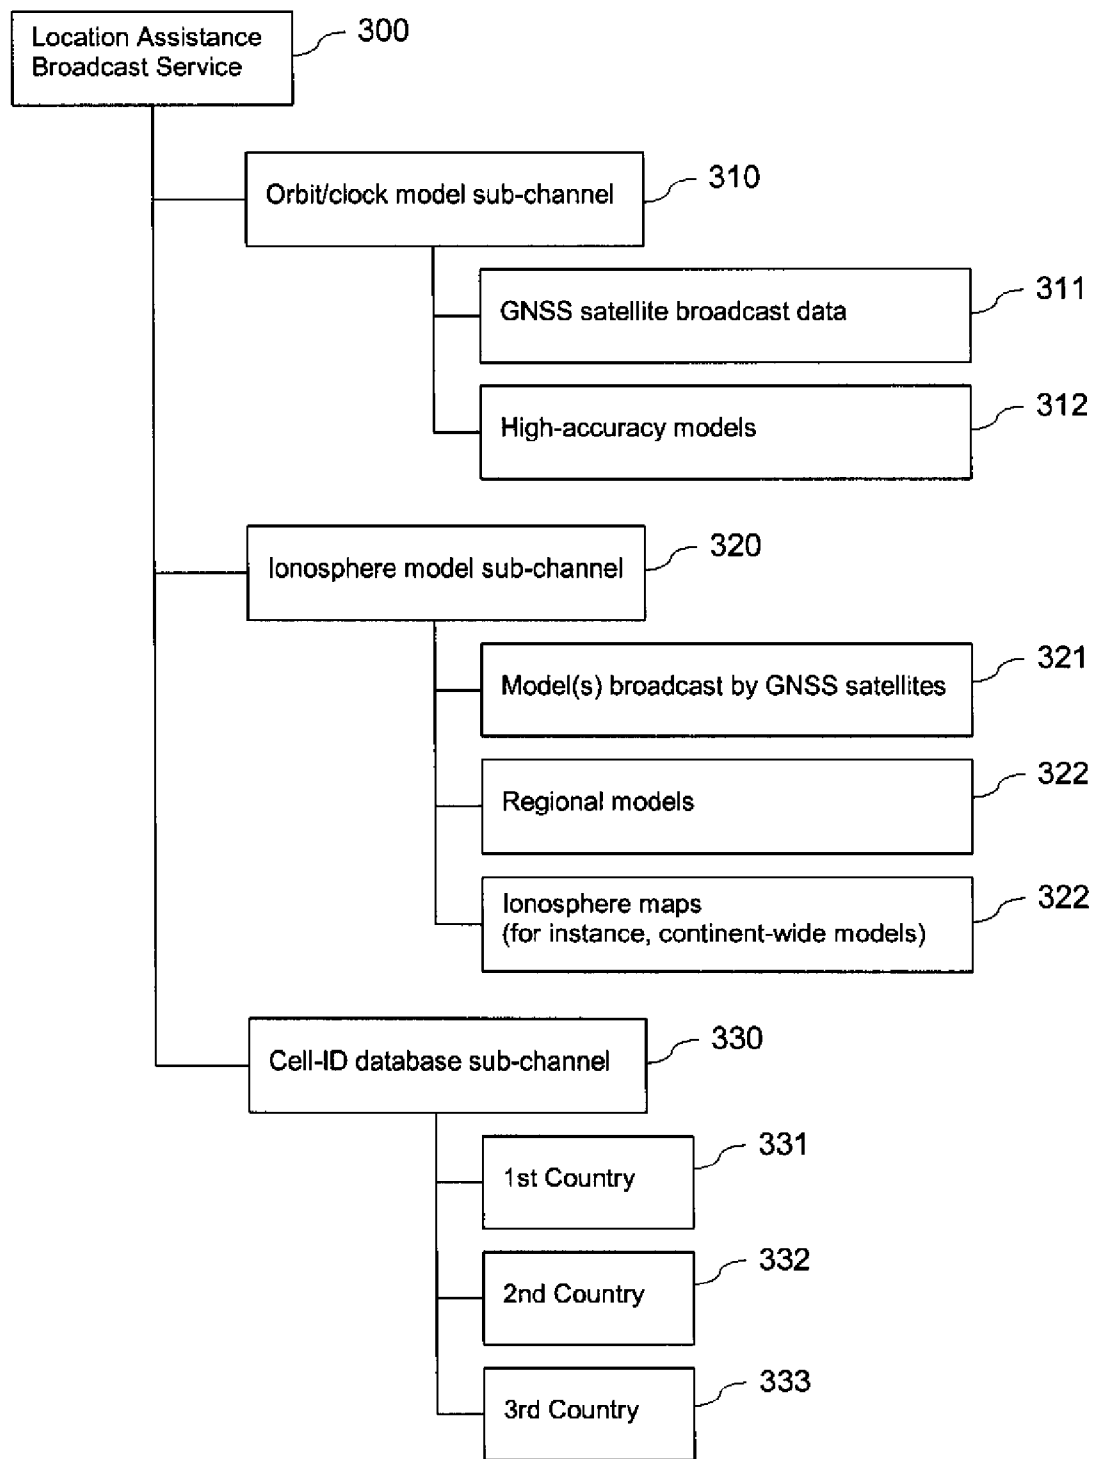 Location Assistance
Broadcast Service
300
Orbit/clock model sub-channel
310
GNSS satellite broadcast data
311
High-accuracy models
312
Ionosphere model sub-channel
320
Model(s) broadcast by GNSS satellites
321
Regional models
322
Ionosphere maps
(for instance, continent-wide models)
322
Cell-ID database sub-channel
330
1st Country
331
2nd Country
332
3rd Country
333